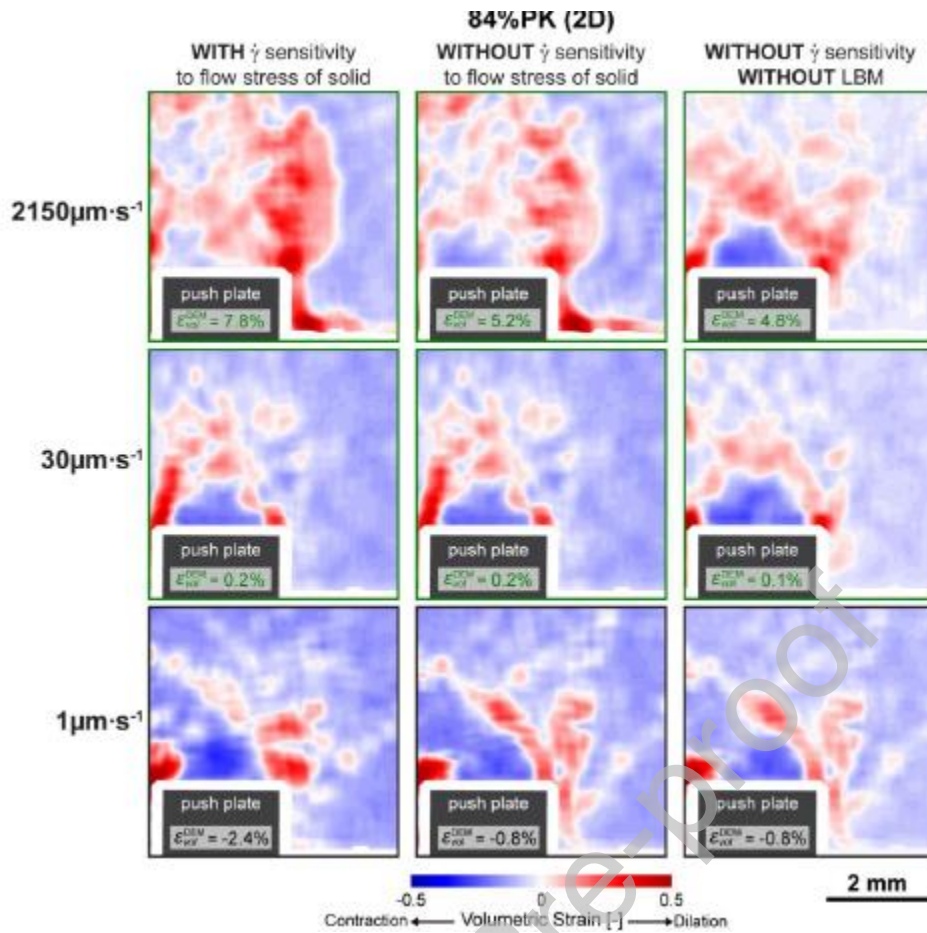 84%PK (2D)
WITH γ̇ sensitivity
to flow stress of solid
WITHOUT γ̇ sensitivity
to flow stress of solid
WITHOUT γ̇ sensitivity
WITHOUT LBM
2150μm·s⁻¹
push plate
ε_vol^DEM = 7.8%
push plate
ε_vol^DEM = 5.2%
push plate
ε_vol^DEM = 4.8%
30μm·s⁻¹
push plate
ε_vol^DEM = 0.2%
push plate
ε_vol^DEM = 0.2%
push plate
ε_vol^DEM = 0.1%
1μm·s⁻¹
push plate
ε_vol^DEM = -2.4%
push plate
ε_vol^DEM = -0.8%
push plate
ε_vol^DEM = -0.8%
-0.5 0 0.5
Contraction ← Volumetric Strain [-] → Dilation
2 mm
re-proof